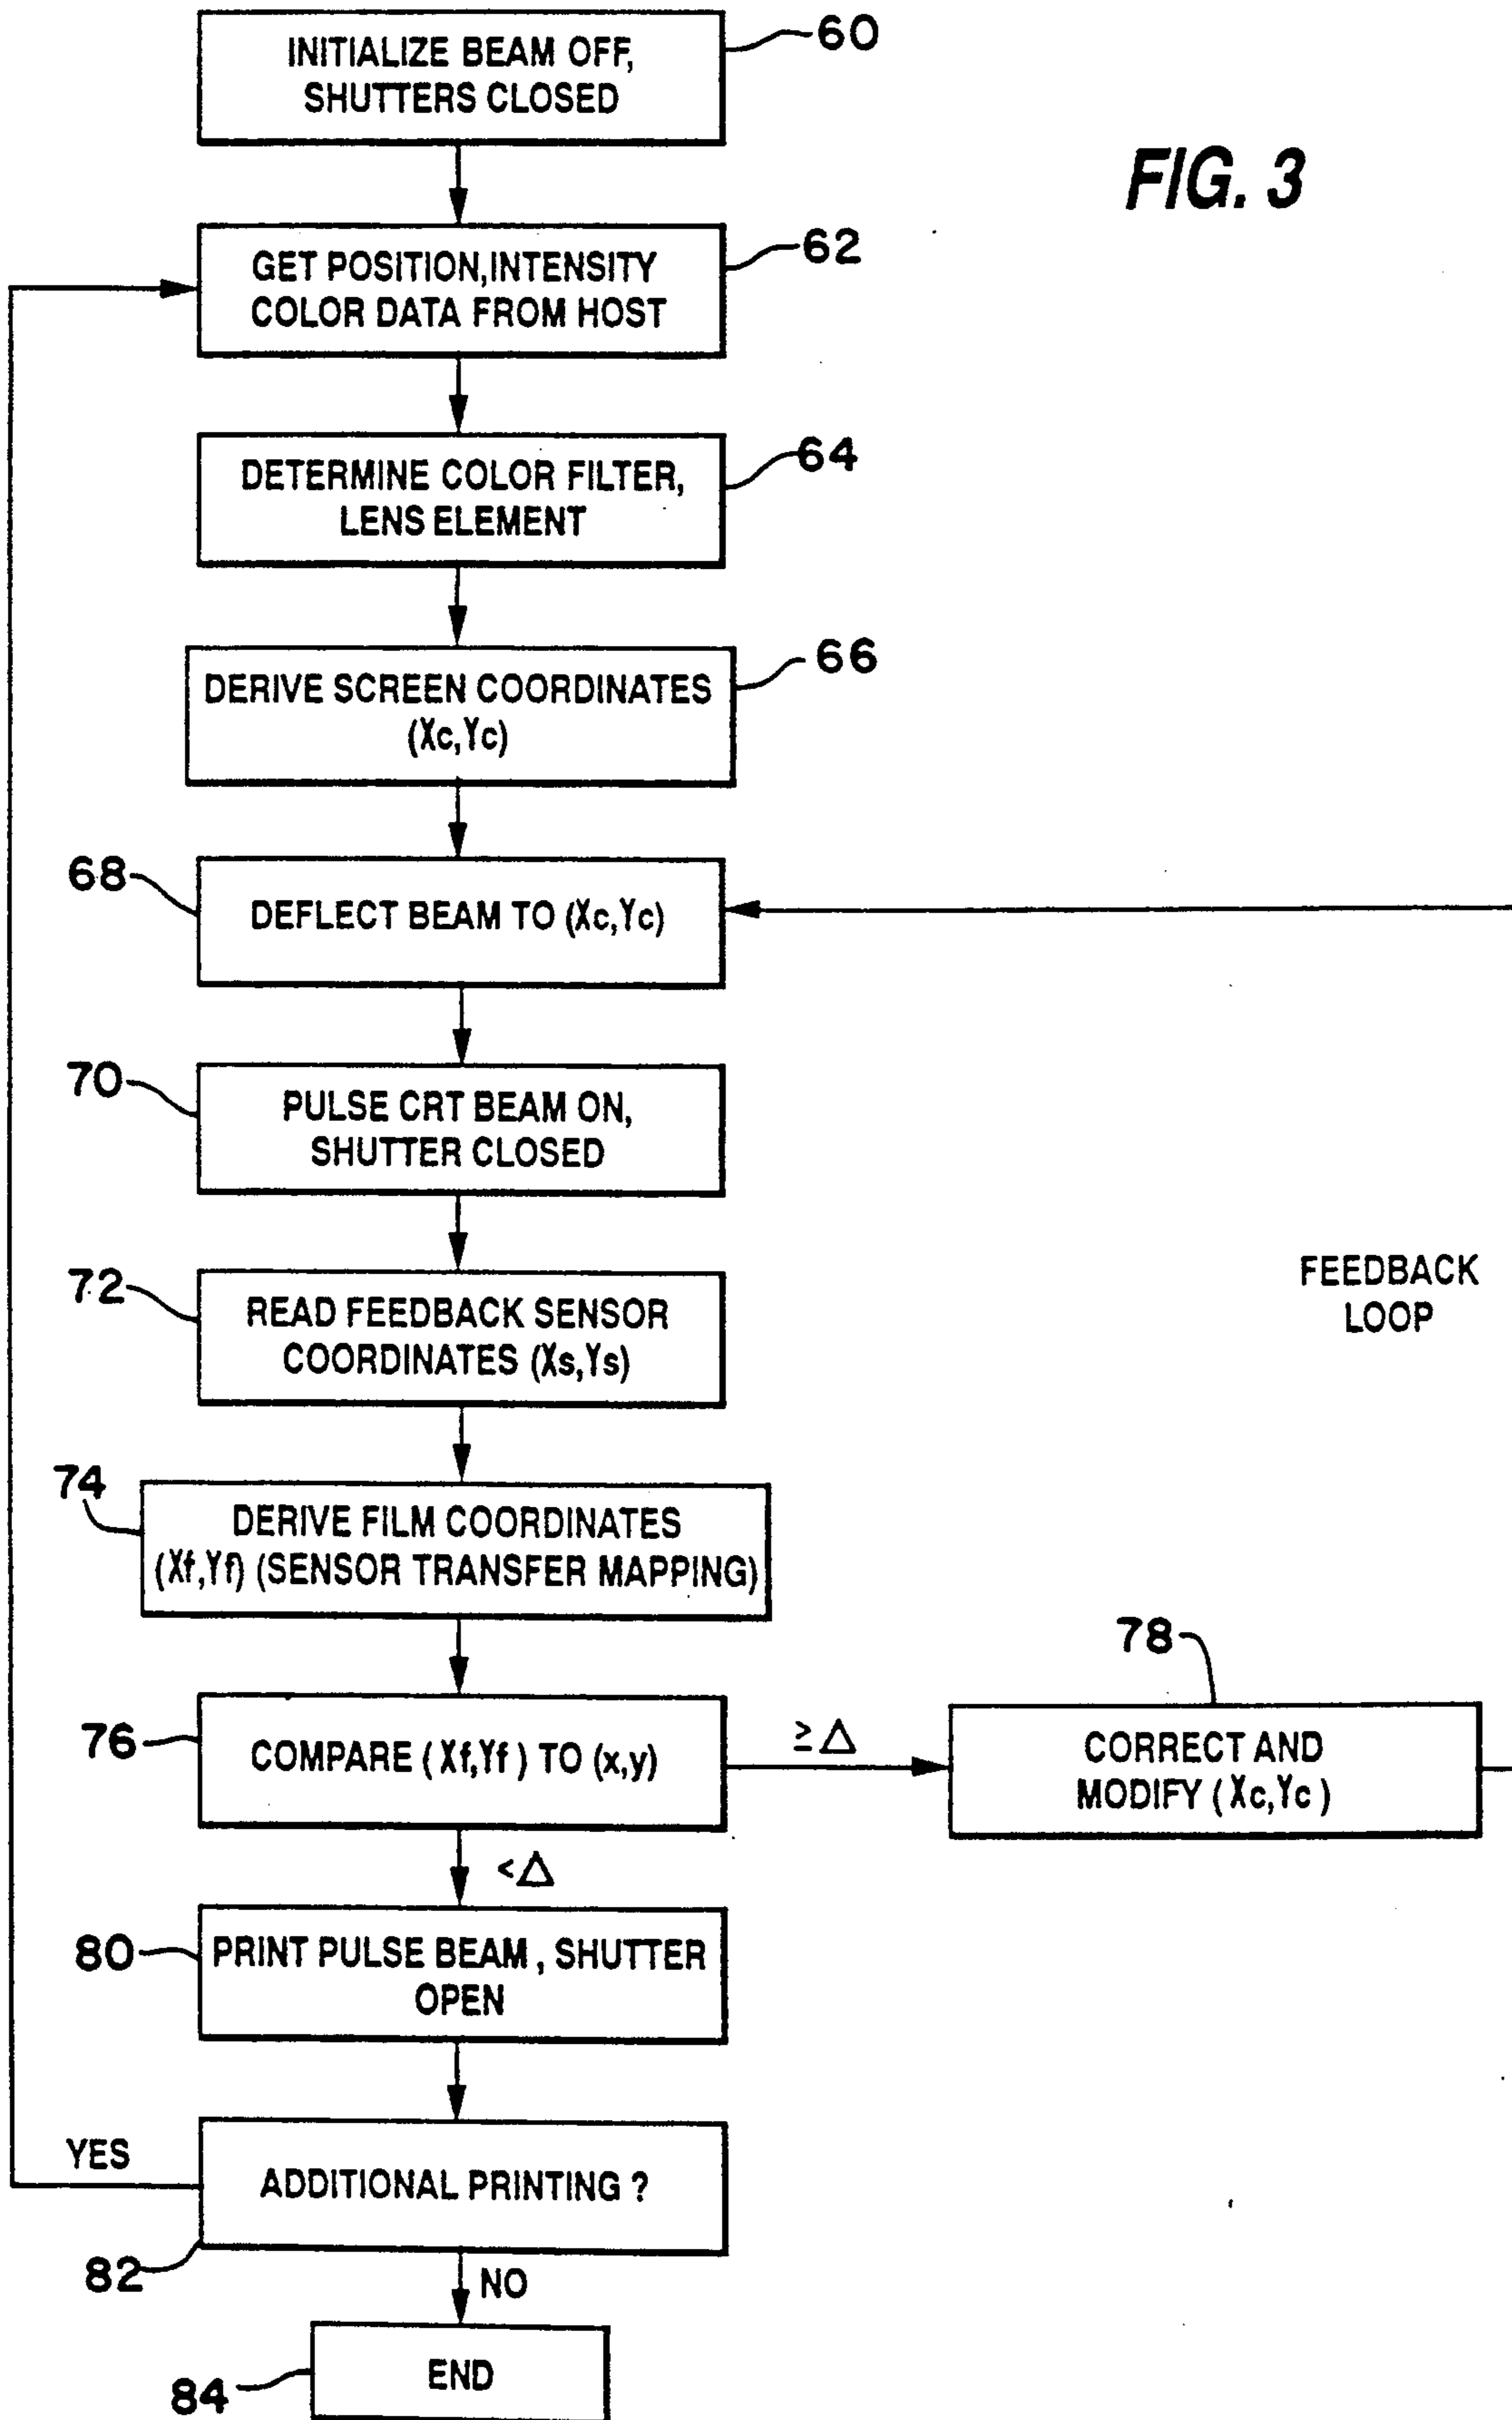 INITIALIZE BEAM OFF,
SHUTTERS CLOSED
60
FIG. 3
GET POSITION,INTENSITY
COLOR DATA FROM HOST
62
DETERMINE COLOR FILTER,
LENS ELEMENT
64
DERIVE SCREEN COORDINATES
(Xc,Yc)
66
68
DEFLECT BEAM TO (Xc,Yc)
70
PULSE CRT BEAM ON,
SHUTTER CLOSED
72
READ FEEDBACK SENSOR
COORDINATES (Xs,Ys)
FEEDBACK
LOOP
74
DERIVE FILM COORDINATES
(Xf,Yf) (SENSOR TRANSFER MAPPING)
76
COMPARE (Xf,Yf) TO (x,y)
≥△
78
CORRECT AND
MODIFY (Xc,Yc)
<△
80
PRINT PULSE BEAM , SHUTTER
OPEN
YES
ADDITIONAL PRINTING ?
82
NO
END
84